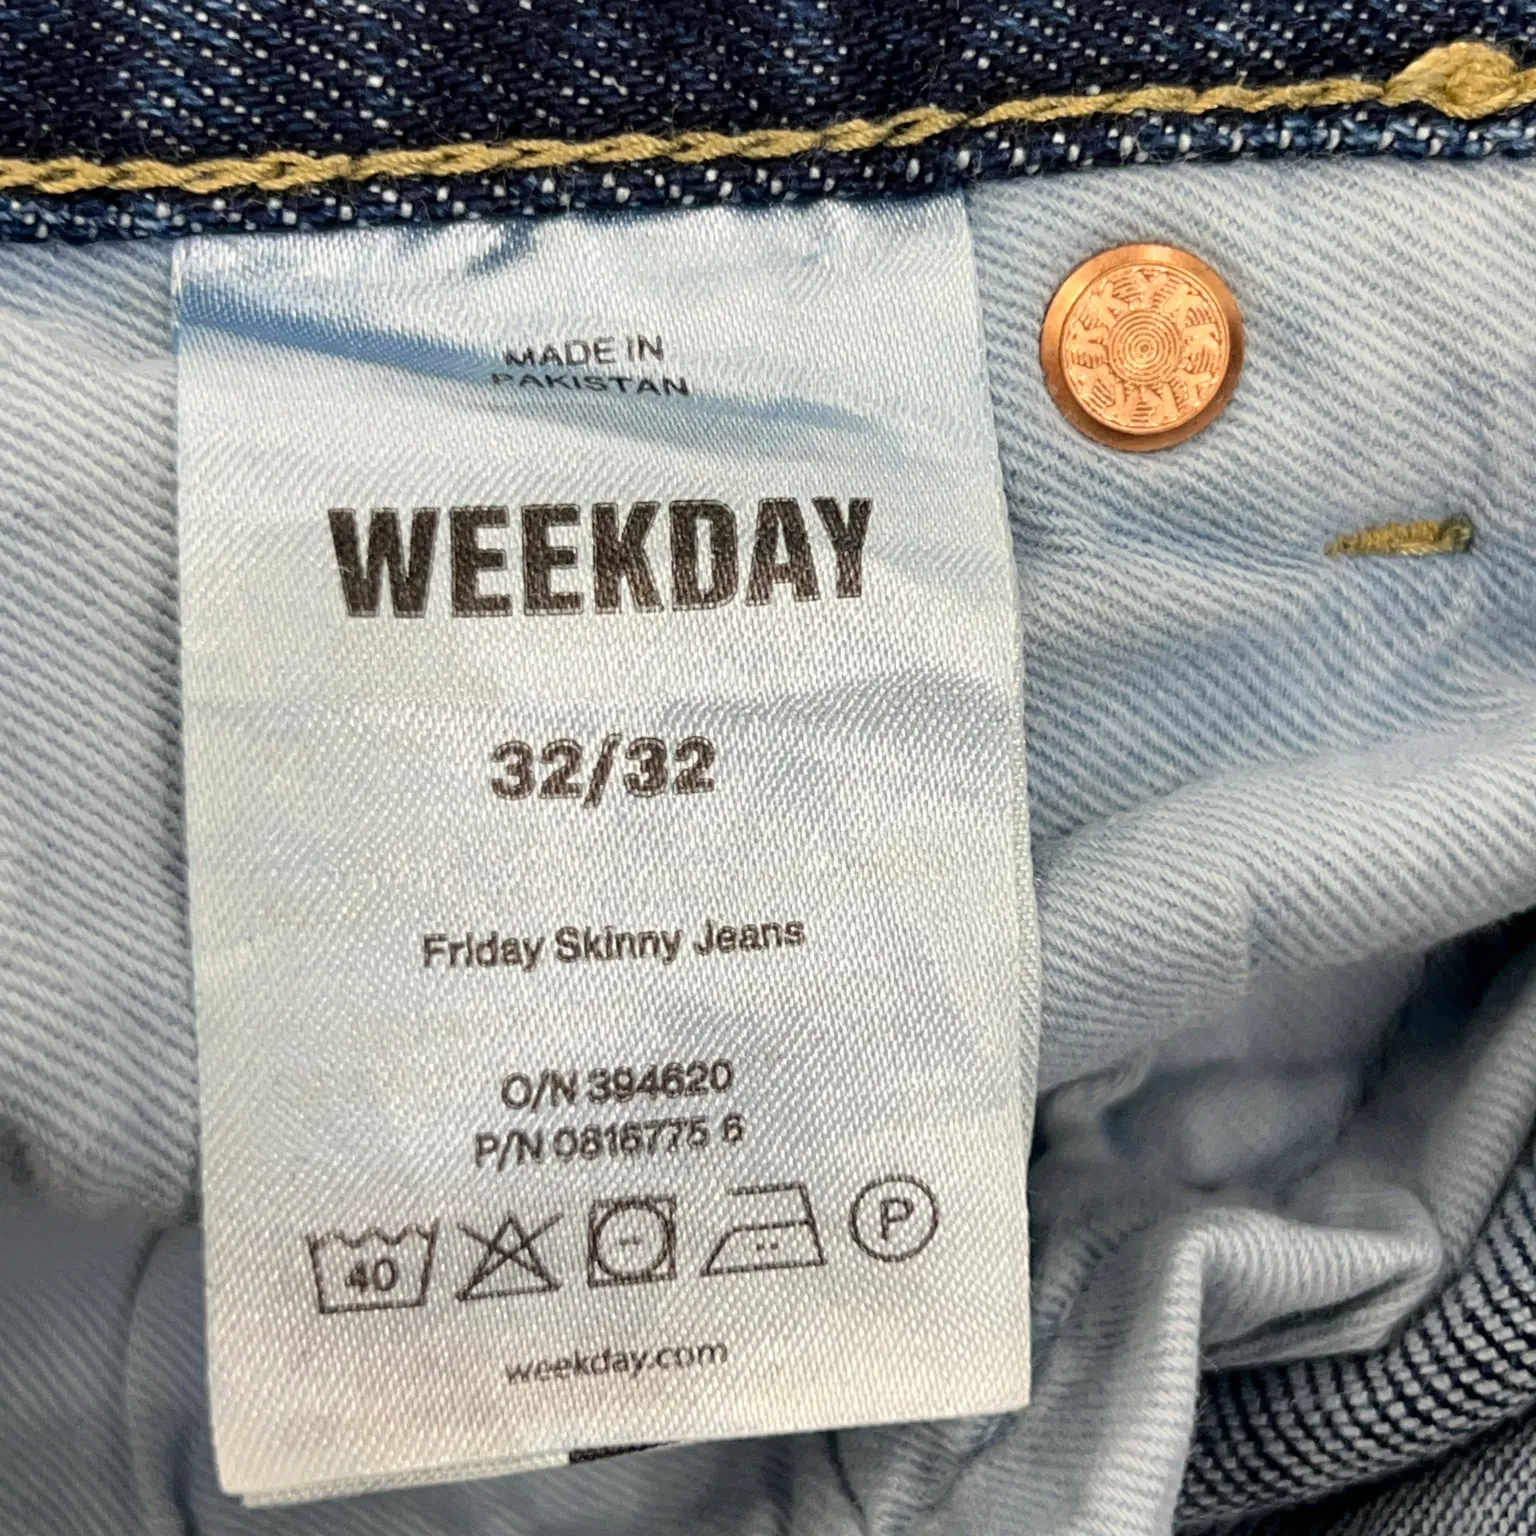 MADE IN
PAKISTAN
WEEKDAY
32/32
Friday Skinny Jeans
O/N 394620
P/N 0816775 6
40
P
weekday.com